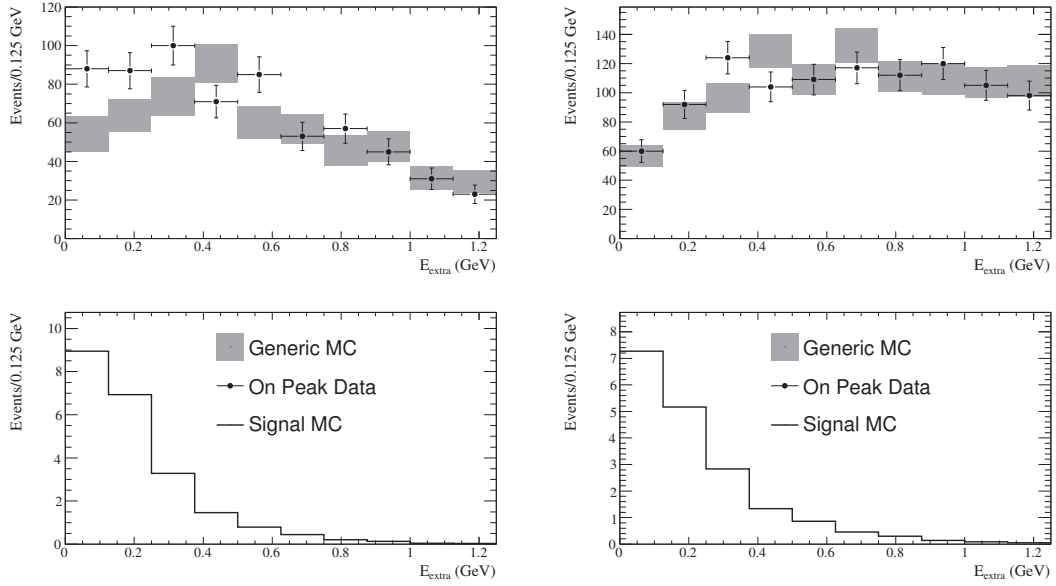 Events/0.125 GeV
120
100
80
60
40
20
0
0 0.2 0.4 0.6 0.8 1 1.2
E_extra (GeV)
Events/0.125 GeV
140
120
100
80
60
40
20
0
0 0.2 0.4 0.6 0.8 1 1.2
E_extra (GeV)
Events/0.125 GeV
10
8
6
4
2
0
0 0.2 0.4 0.6 0.8 1 1.2
E_extra (GeV)
Generic MC
On Peak Data
Signal MC
Events/0.125 GeV
8
7
6
5
4
3
2
1
0
0 0.2 0.4 0.6 0.8 1 1.2
E_extra (GeV)
Generic MC
On Peak Data
Signal MC